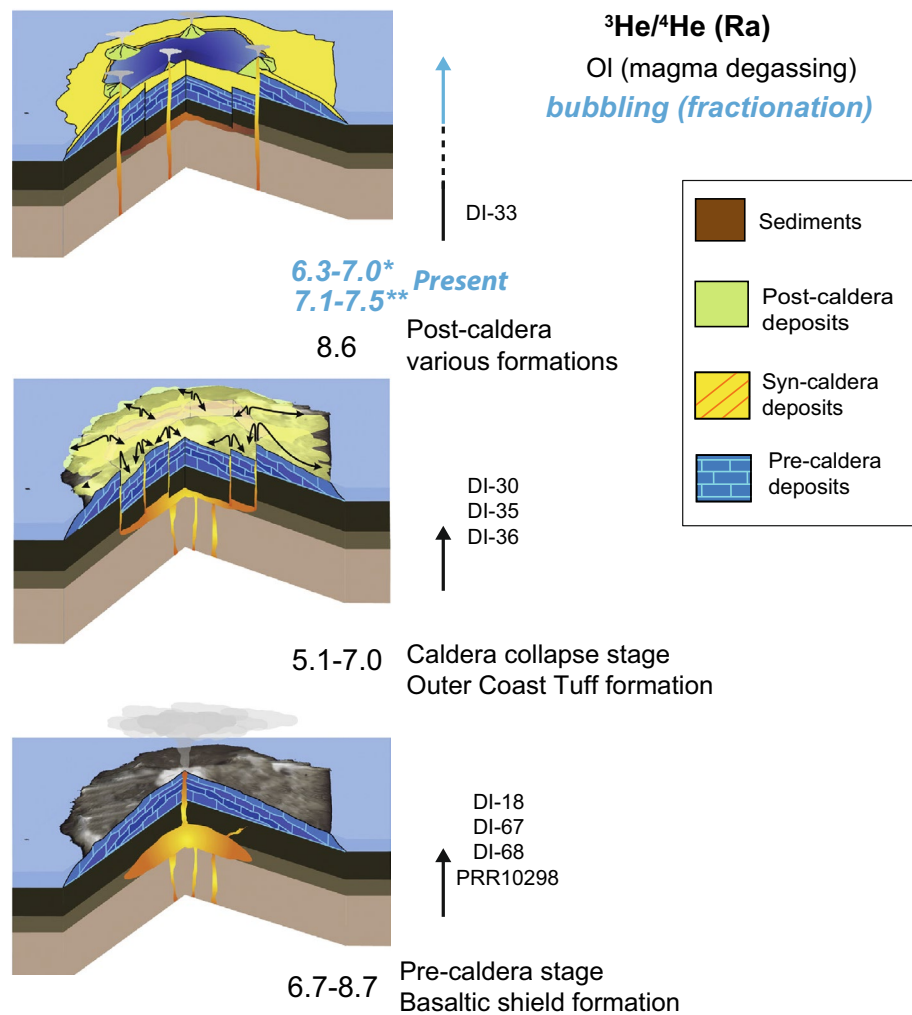 ³He/⁴He (Ra)
Ol (magma degassing)
bubbling (fractionation)
DI-33
Sediments
Post-caldera
deposits
Syn-caldera
deposits
Pre-caldera
deposits
6.3-7.0*
7.1-7.5**
Present
8.6
Post-caldera
various formations
DI-30
DI-35
DI-36
5.1-7.0
Caldera collapse stage
Outer Coast Tuff formation
DI-18
DI-67
DI-68
PRR10298
6.7-8.7
Pre-caldera stage
Basaltic shield formation